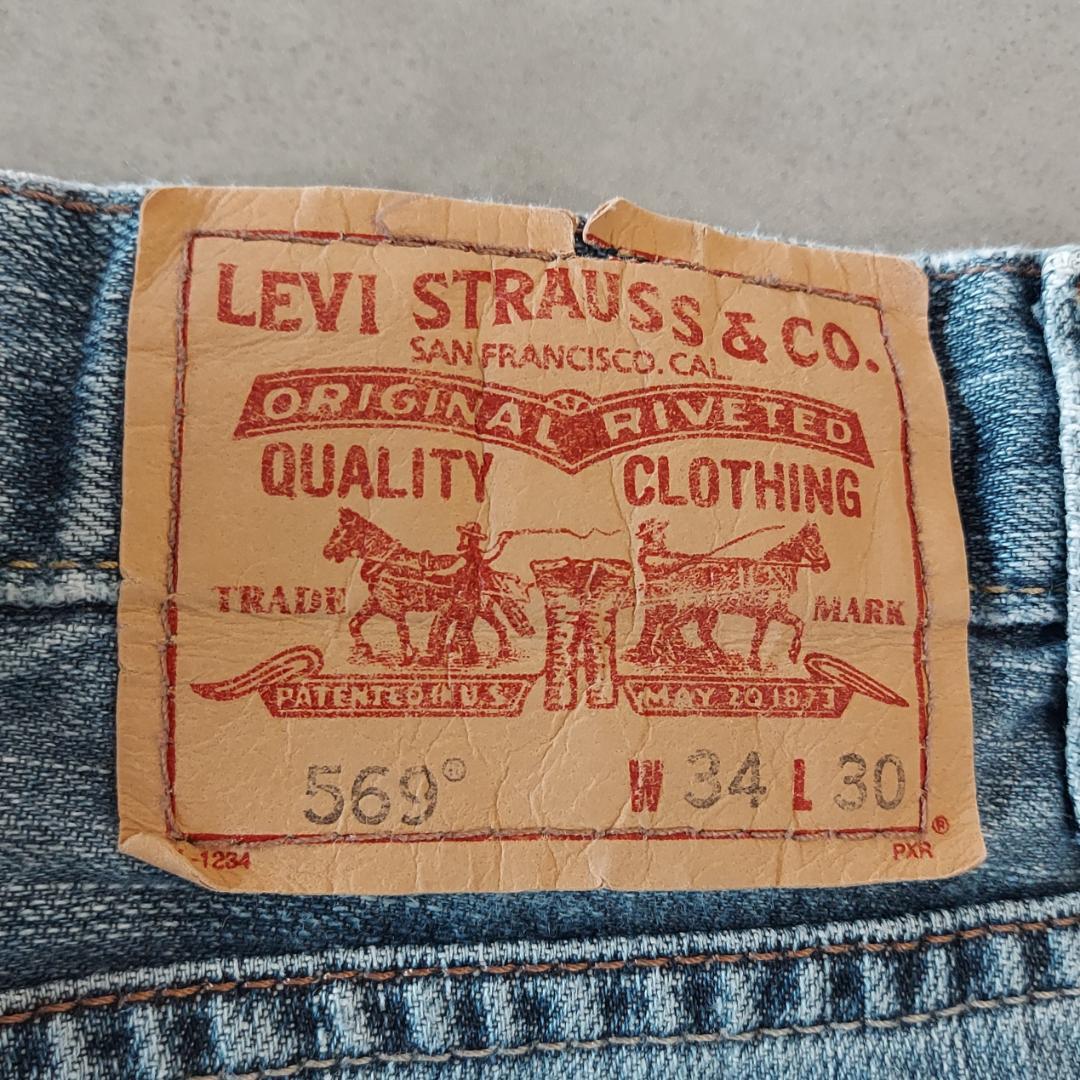 LEVI STRAUSS & CO.
SAN FRANCISCO. CAL.
ORIGINAL RIVETED
QUALITY CLOTHING
TRADE MARK
PATENTED IN U.S. MAY 20 1873
569® W 34 L 30
®
-1234 PXR